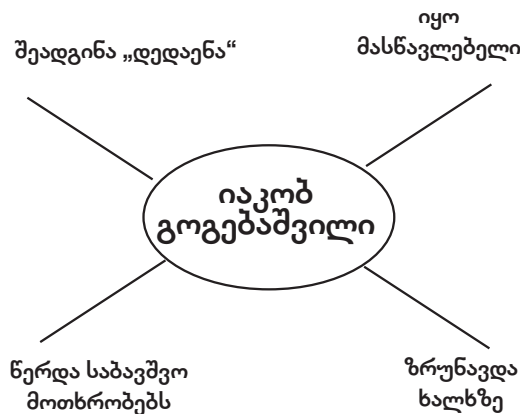 შეადგინა „დედაენა“
იყო
მასწავლებელი
იაკობ
გოგებაშვილი
წერდა საბავშვო
მოთხრობებს
ზრუნავდა
ხალხზე